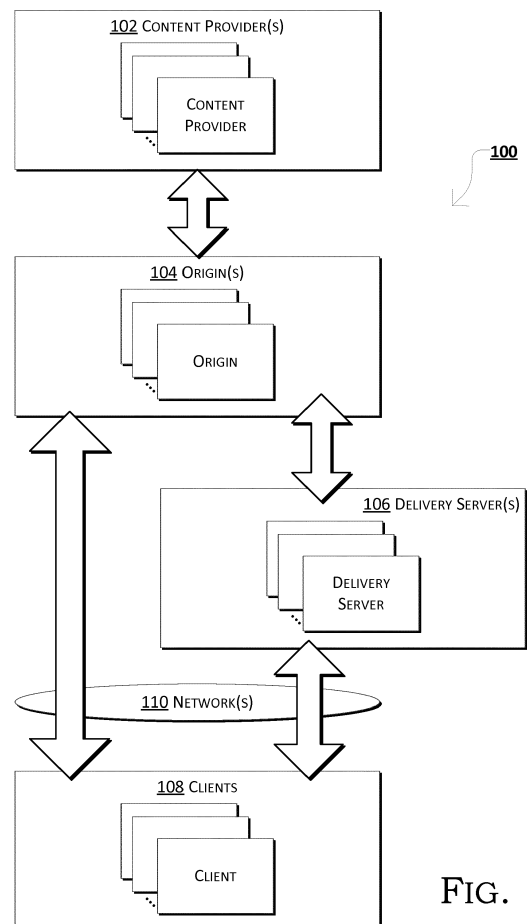 102 CONTENT PROVIDER(S)
CONTENT
PROVIDER
100
104 ORIGIN(S)
ORIGIN
106 DELIVERY SERVER(S)
DELIVERY
SERVER
110 NETWORK(S)
108 CLIENTS
CLIENT
FIG.